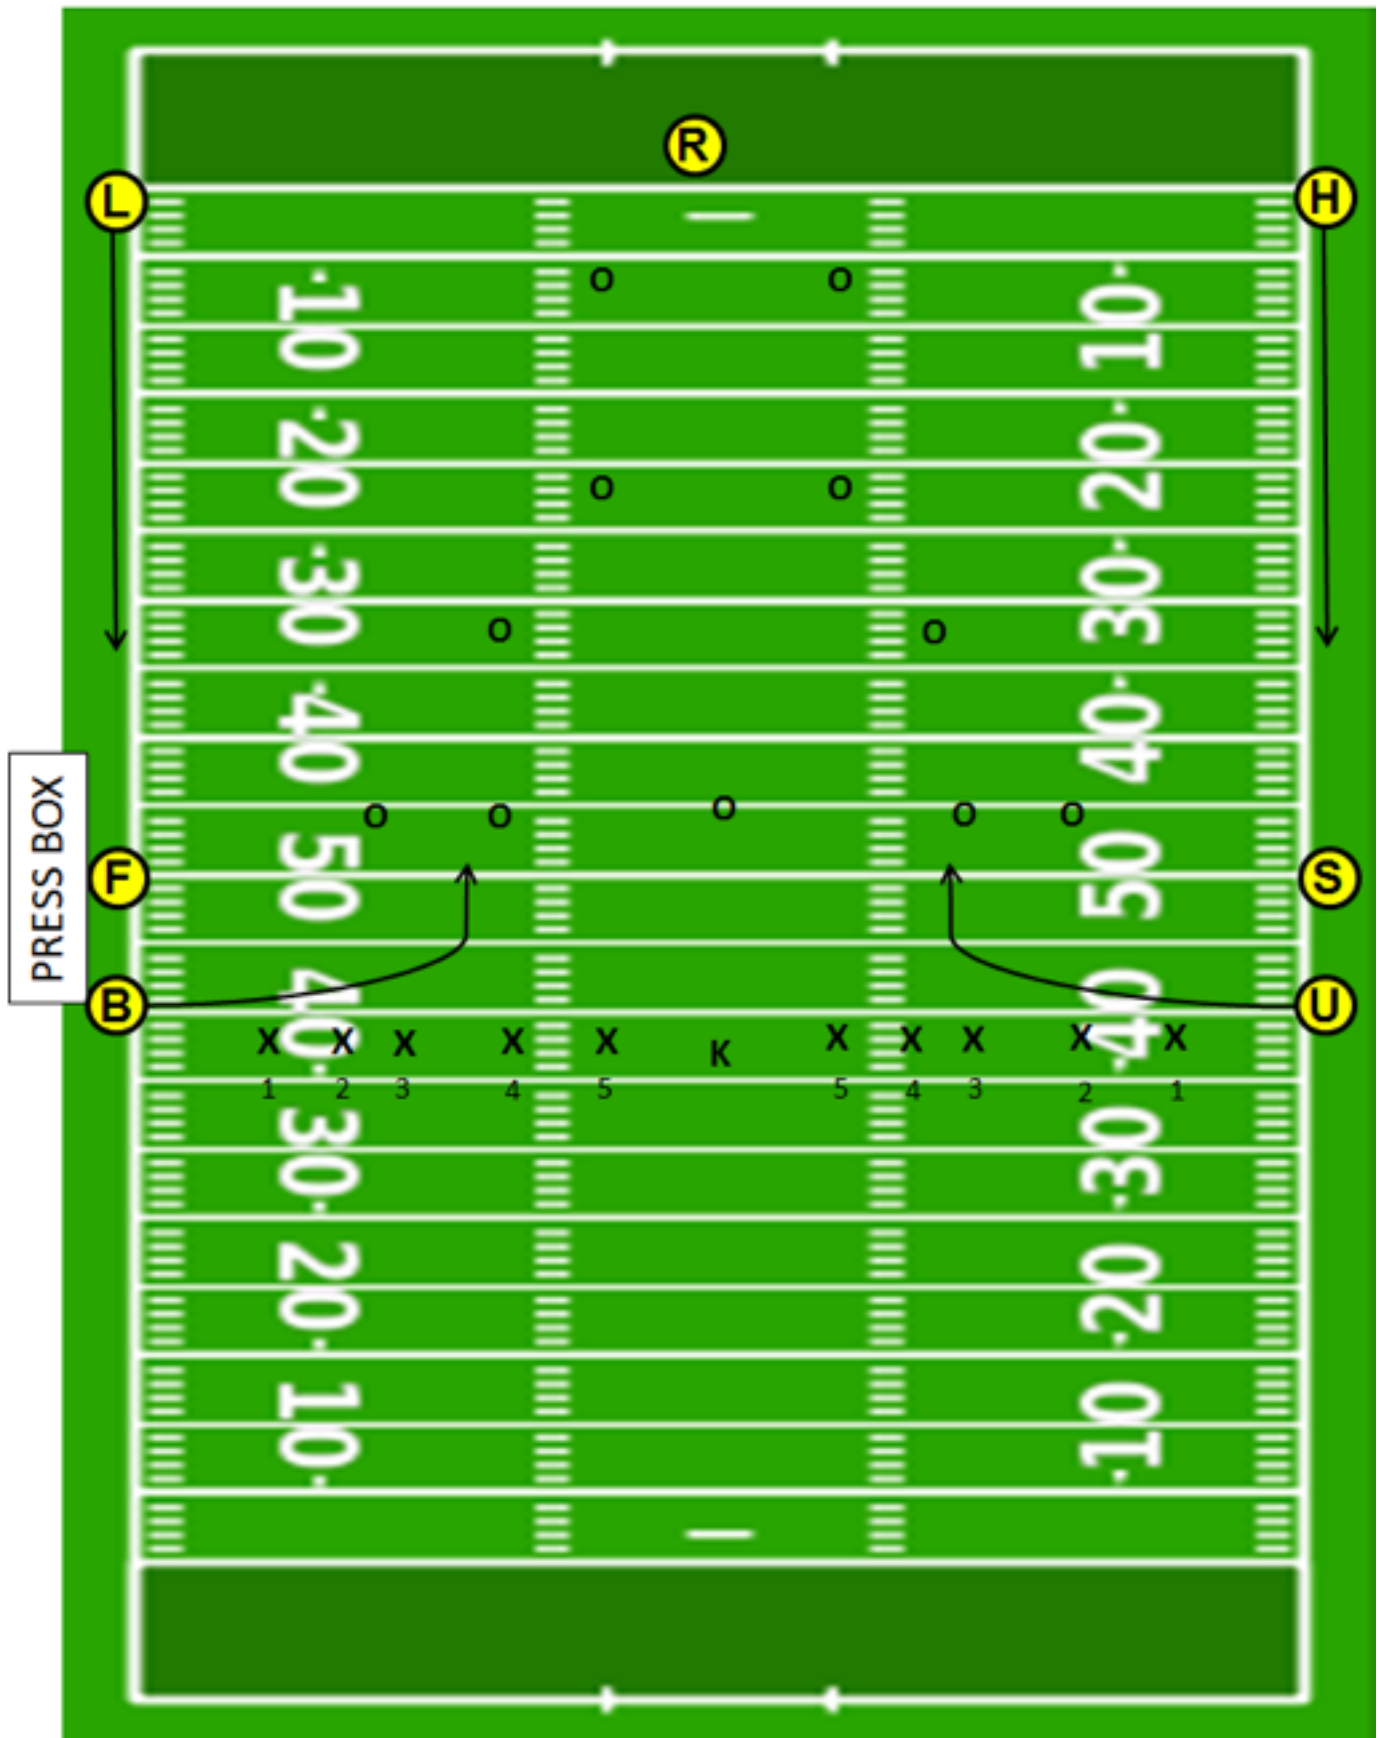 R
L H
O O
10 10
20 20
O O
30 30
O O
40 40
O O O O O
PRESS BOX
F 50 50 S
B 40 40 U
X X X X X K X X X X X
1 2 3 4 5 5 4 3 2 1
30 30
20 20
10 10